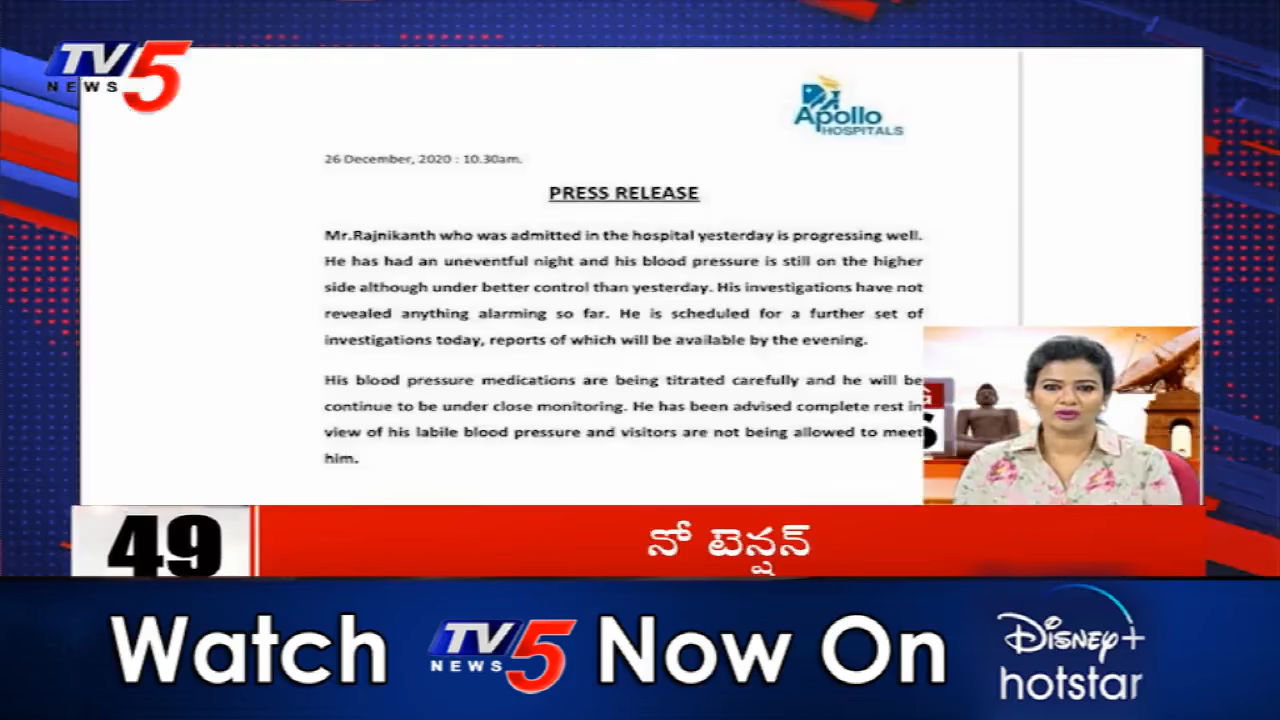 TV5
NEWS
Apollo
HOSPITALS
26 December, 2020 : 10.30am.
PRESS RELEASE
Mr.Rajnikanth who was admitted in the hospital yesterday is progressing well.
He has had an uneventful night and his blood pressure is still on the higher
side although under better control than yesterday. His investigations have not
revealed anything alarming so far. He is scheduled for a further set of
investigations today, reports of which will be available by the evening.
His blood pressure medications are being titrated carefully and he will be
continue to be under close monitoring. He has been advised complete rest in
view of his labile blood pressure and visitors are not being allowed to meet
him.
G
S
49
నో టెన్షన్
Watch TV5 NEWS Now On Disney+ hotstar